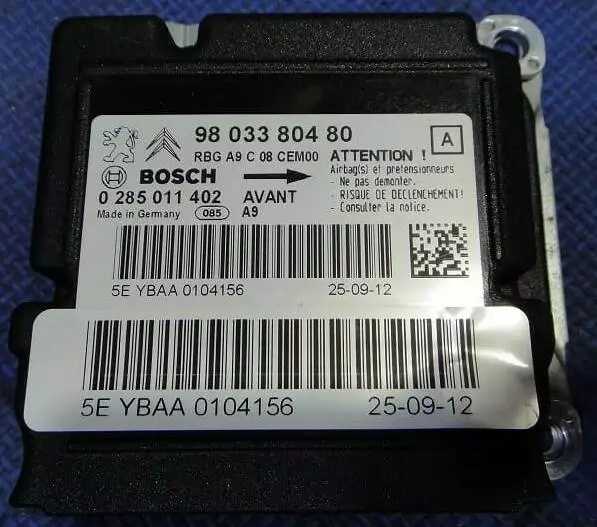 98 033 804 80
A
RBG A9 C 08 CEM00
ATTENTION !
Airbag(s) et pretensionneurs
- Ne pas demonter.
- RISQUE DE DECLENCHEMENT!
- Consulter la notice.
BOSCH
0 285 011 402 AVANT
Made in Germany 085 A9
5E YBAA 0104156 25-09-12
5E YBAA 0104156 25-09-12